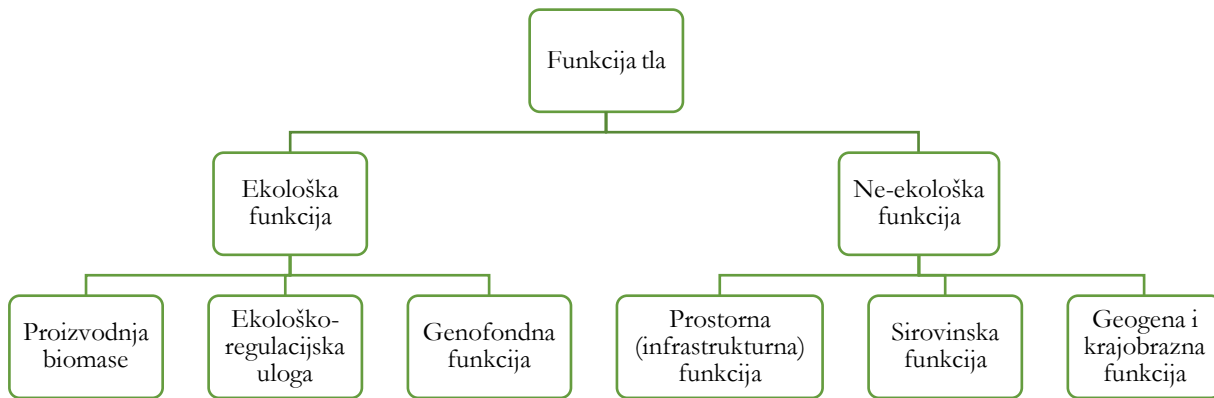 Funkcija tla
Ekološka
funkcija
Ne-ekološka
funkcija
Proizvodnja
biomase
Ekološko-
regulacijska
uloga
Genofondna
funkcija
Prostorna
(infrastrukturna)
funkcija
Sirovinska
funkcija
Geogena i
krajobrazna
funkcija